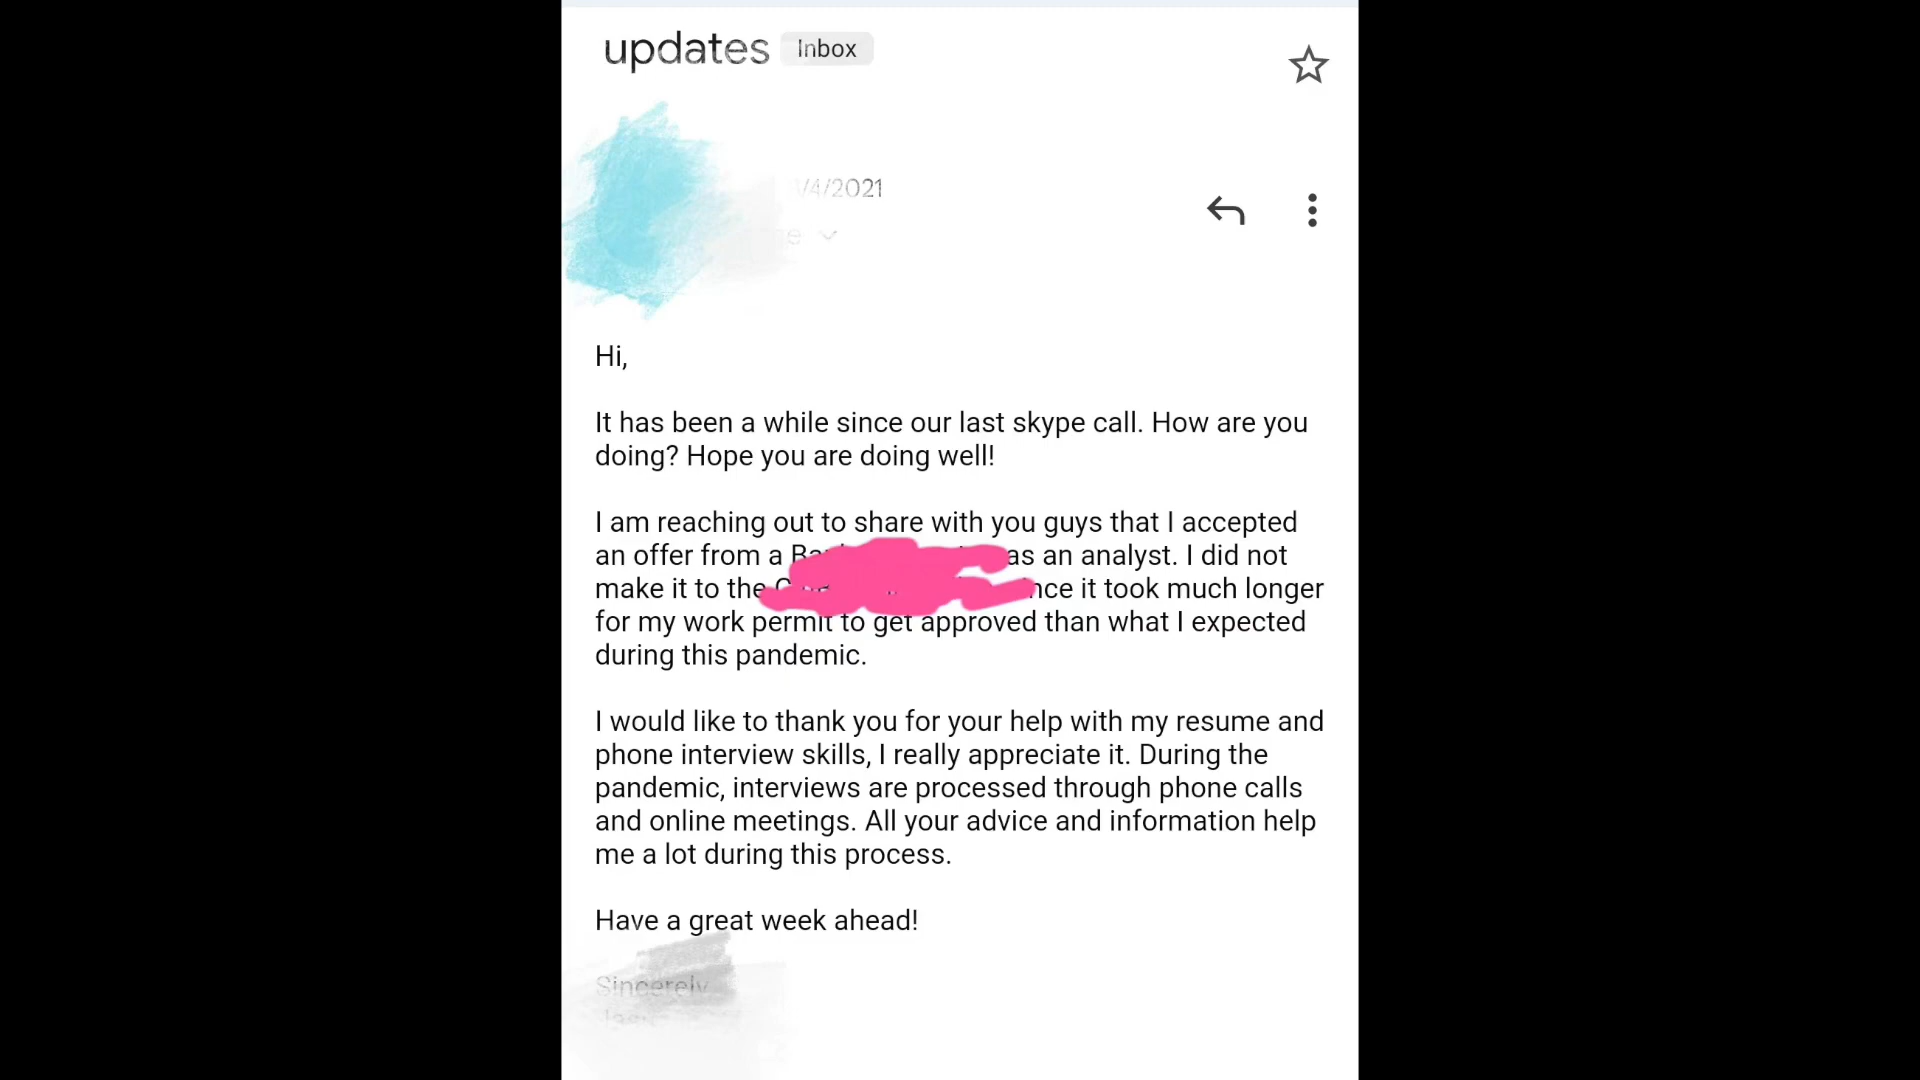 updates Inbox
/4/2021
Hi,
It has been a while since our last skype call. How are you
doing? Hope you are doing well!
I am reaching out to share with you guys that I accepted
an offer from a as an analyst. I did not
make it to the it took much longer
for my work permit to get approved than what I expected
during this pandemic.
I would like to thank you for your help with my resume and
phone interview skills, I really appreciate it. During the
pandemic, interviews are processed through phone calls
and online meetings. All your advice and information help
me a lot during this process.
Have a great week ahead!
Sincerely